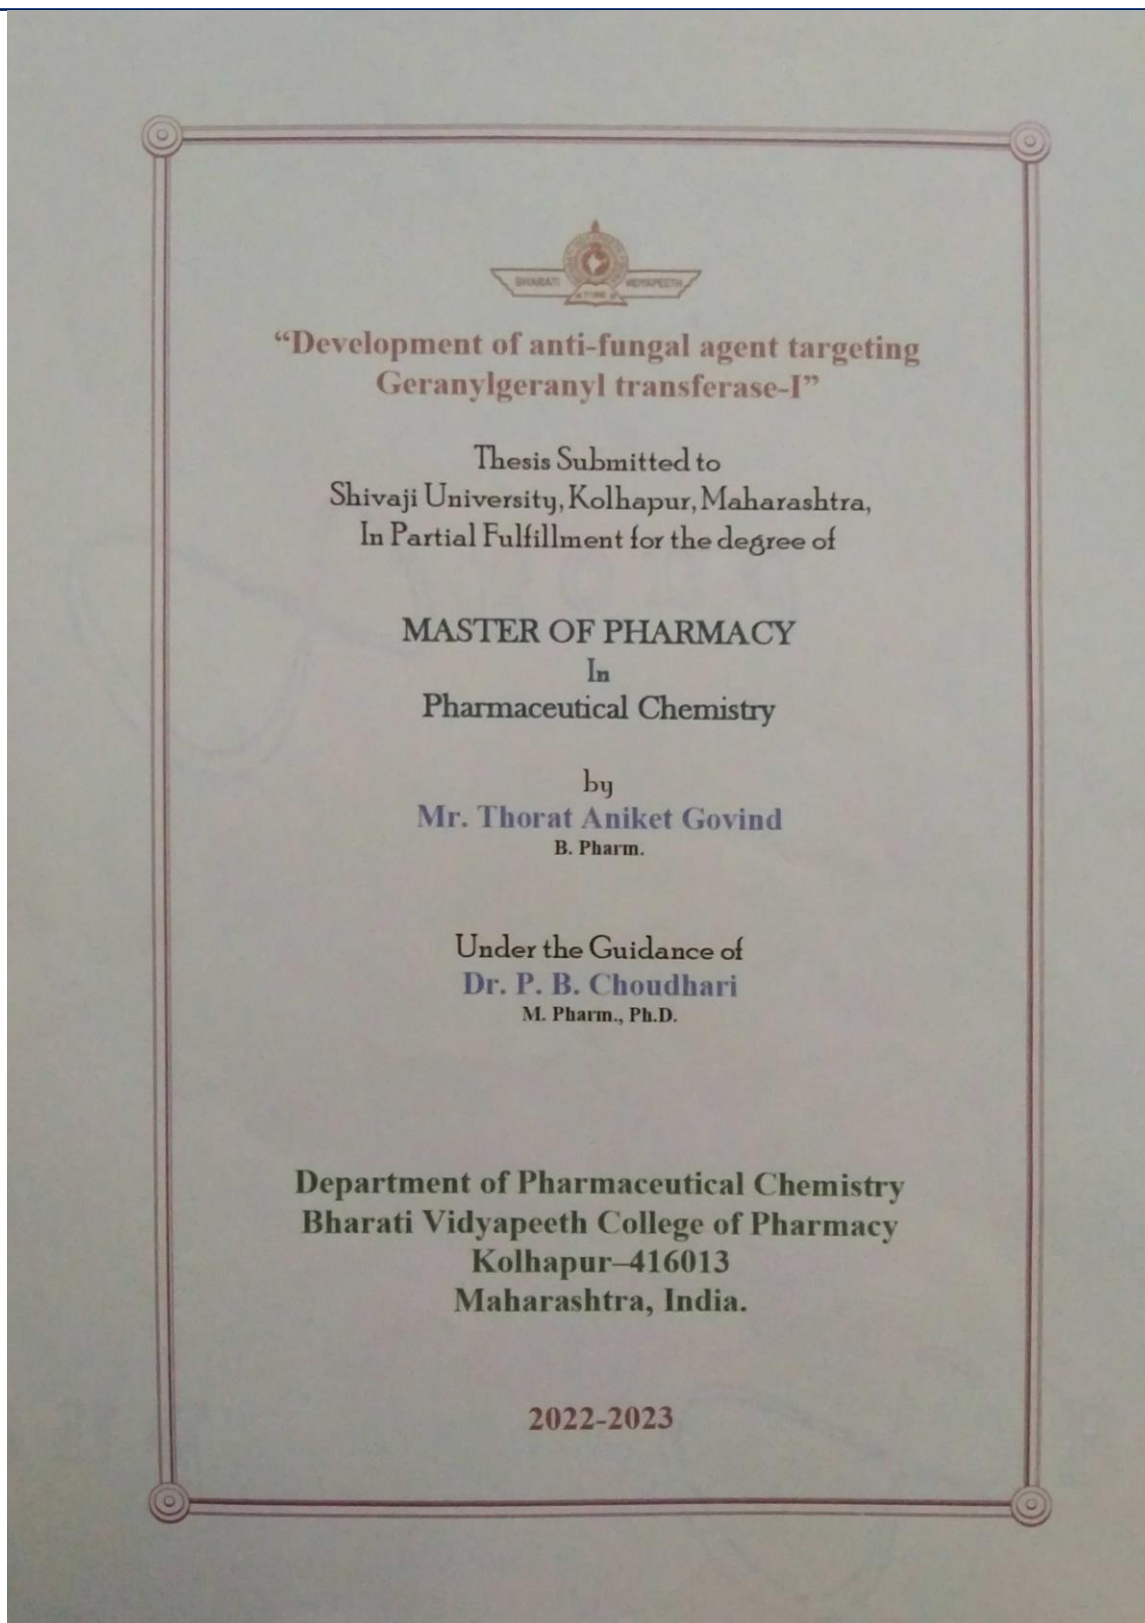 BHARATI VIDYAPEETH
PUNE
“Development of anti-fungal agent targeting
Geranylgeranyl transferase-I”
Thesis Submitted to
Shivaji University, Kolhapur, Maharashtra,
In Partial Fulfillment for the degree of
MASTER OF PHARMACY
In
Pharmaceutical Chemistry
by
Mr. Thorat Aniket Govind
B. Pharm.
Under the Guidance of
Dr. P. B. Choudhari
M. Pharm., Ph.D.
Department of Pharmaceutical Chemistry
Bharati Vidyapeeth College of Pharmacy
Kolhapur–416013
Maharashtra, India.
2022-2023